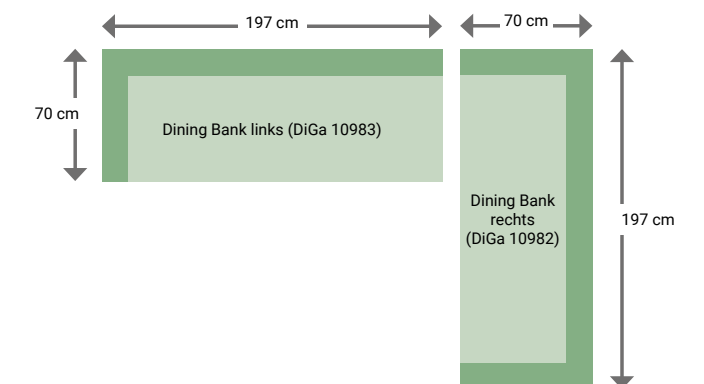 197 cm
70 cm
70 cm
Dining Bank links (DiGa 10983)
Dining Bank
rechts
(DiGa 10982)
197 cm